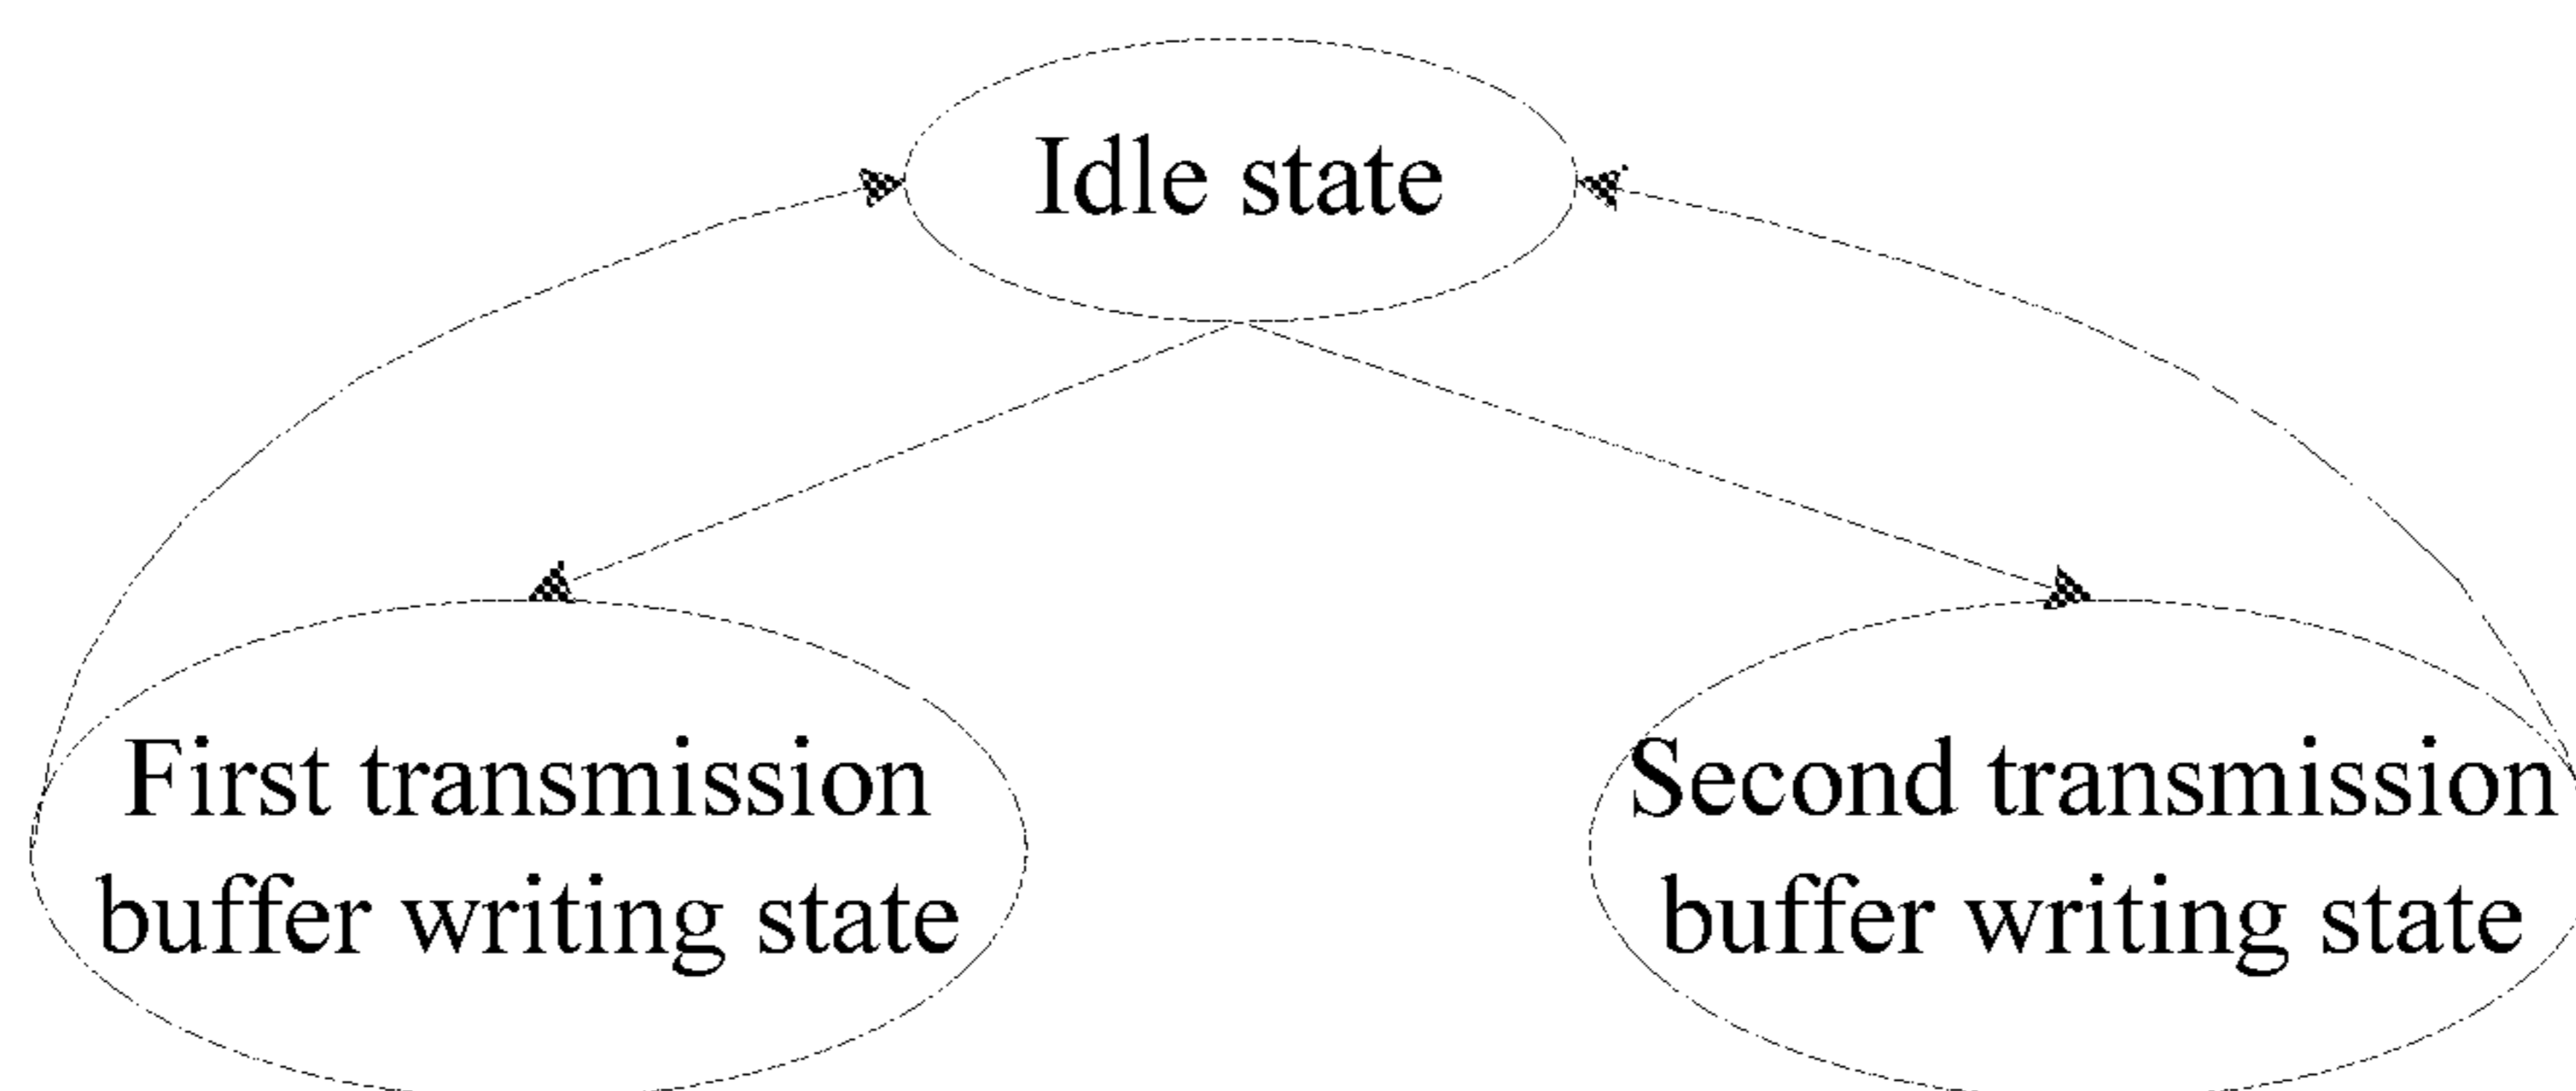 Idle state
First transmission
buffer writing state
Second transmission
buffer writing state